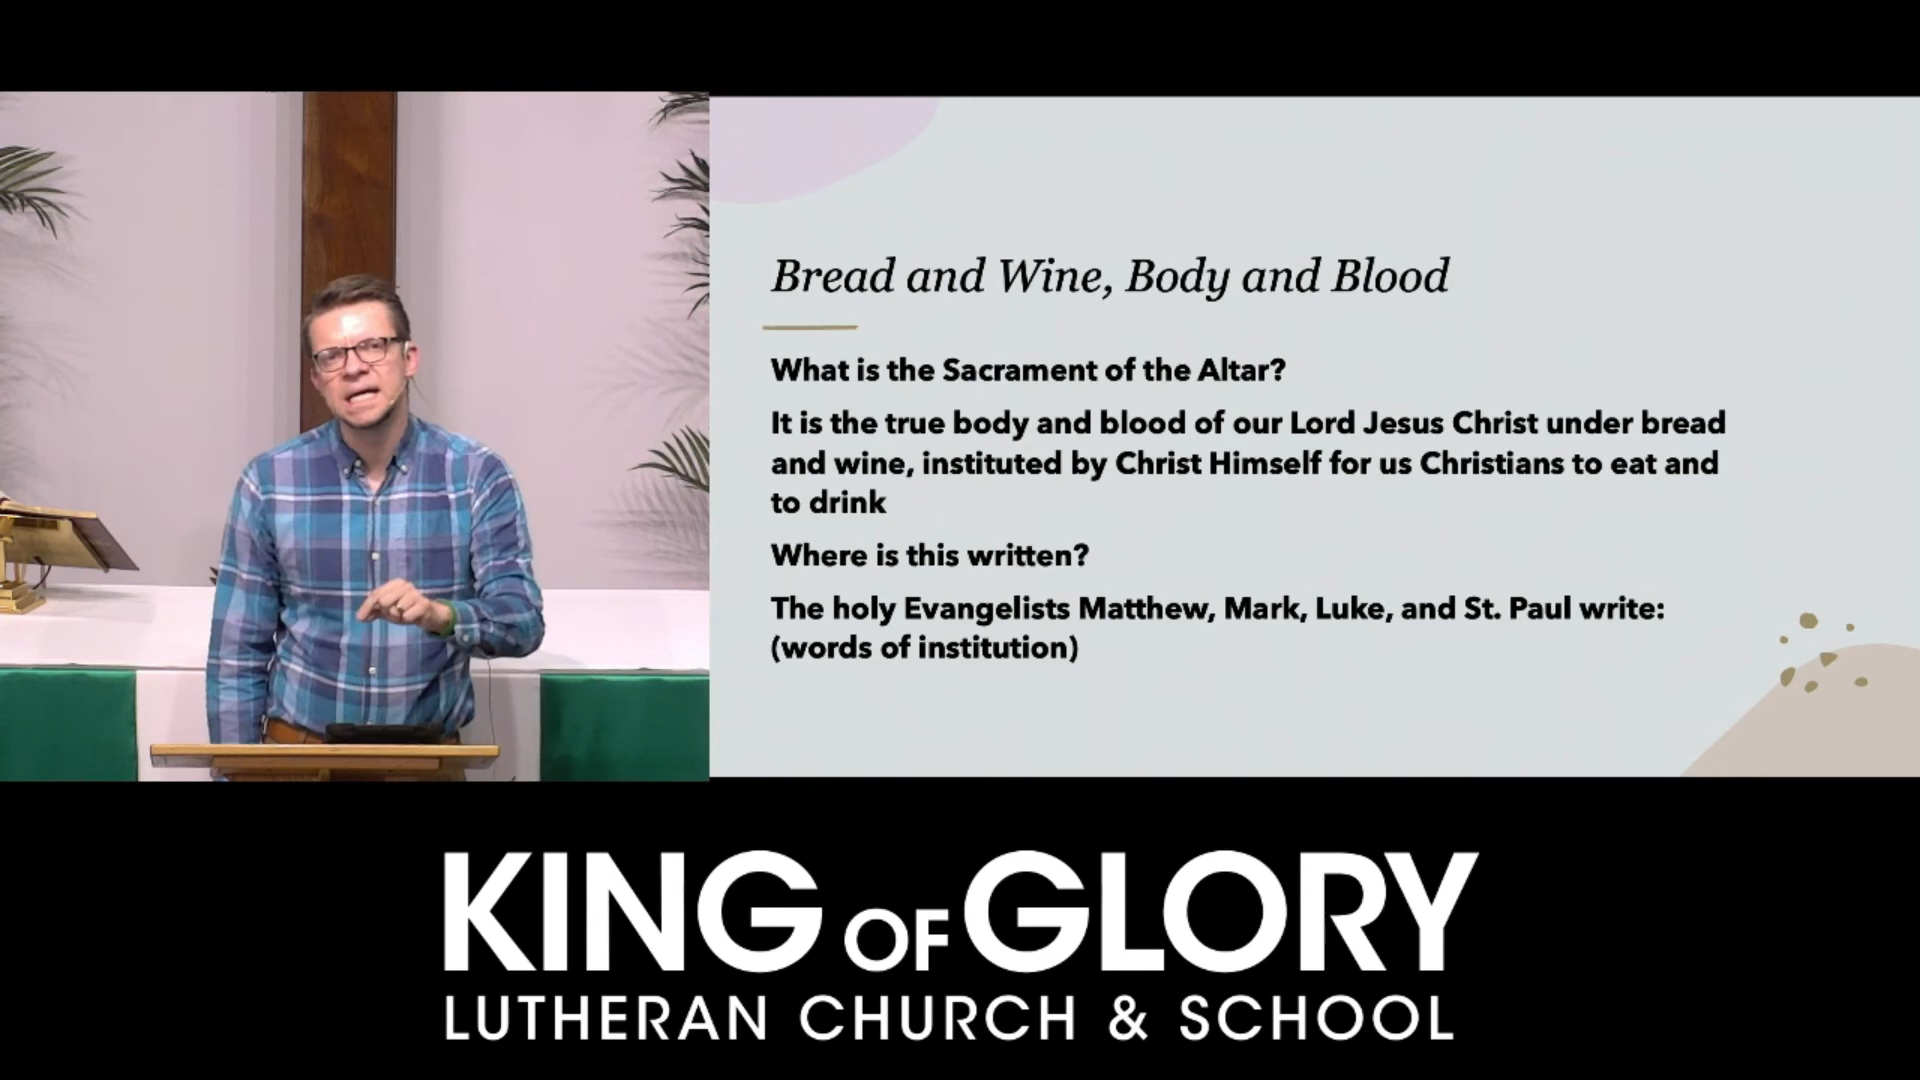 Bread and Wine, Body and Blood
What is the Sacrament of the Altar?
It is the true body and blood of our Lord Jesus Christ under bread
and wine, instituted by Christ Himself for us Christians to eat and
to drink
Where is this written?
The holy Evangelists Matthew, Mark, Luke, and St. Paul write:
(words of institution)
KING OF GLORY
LUTHERAN CHURCH & SCHOOL